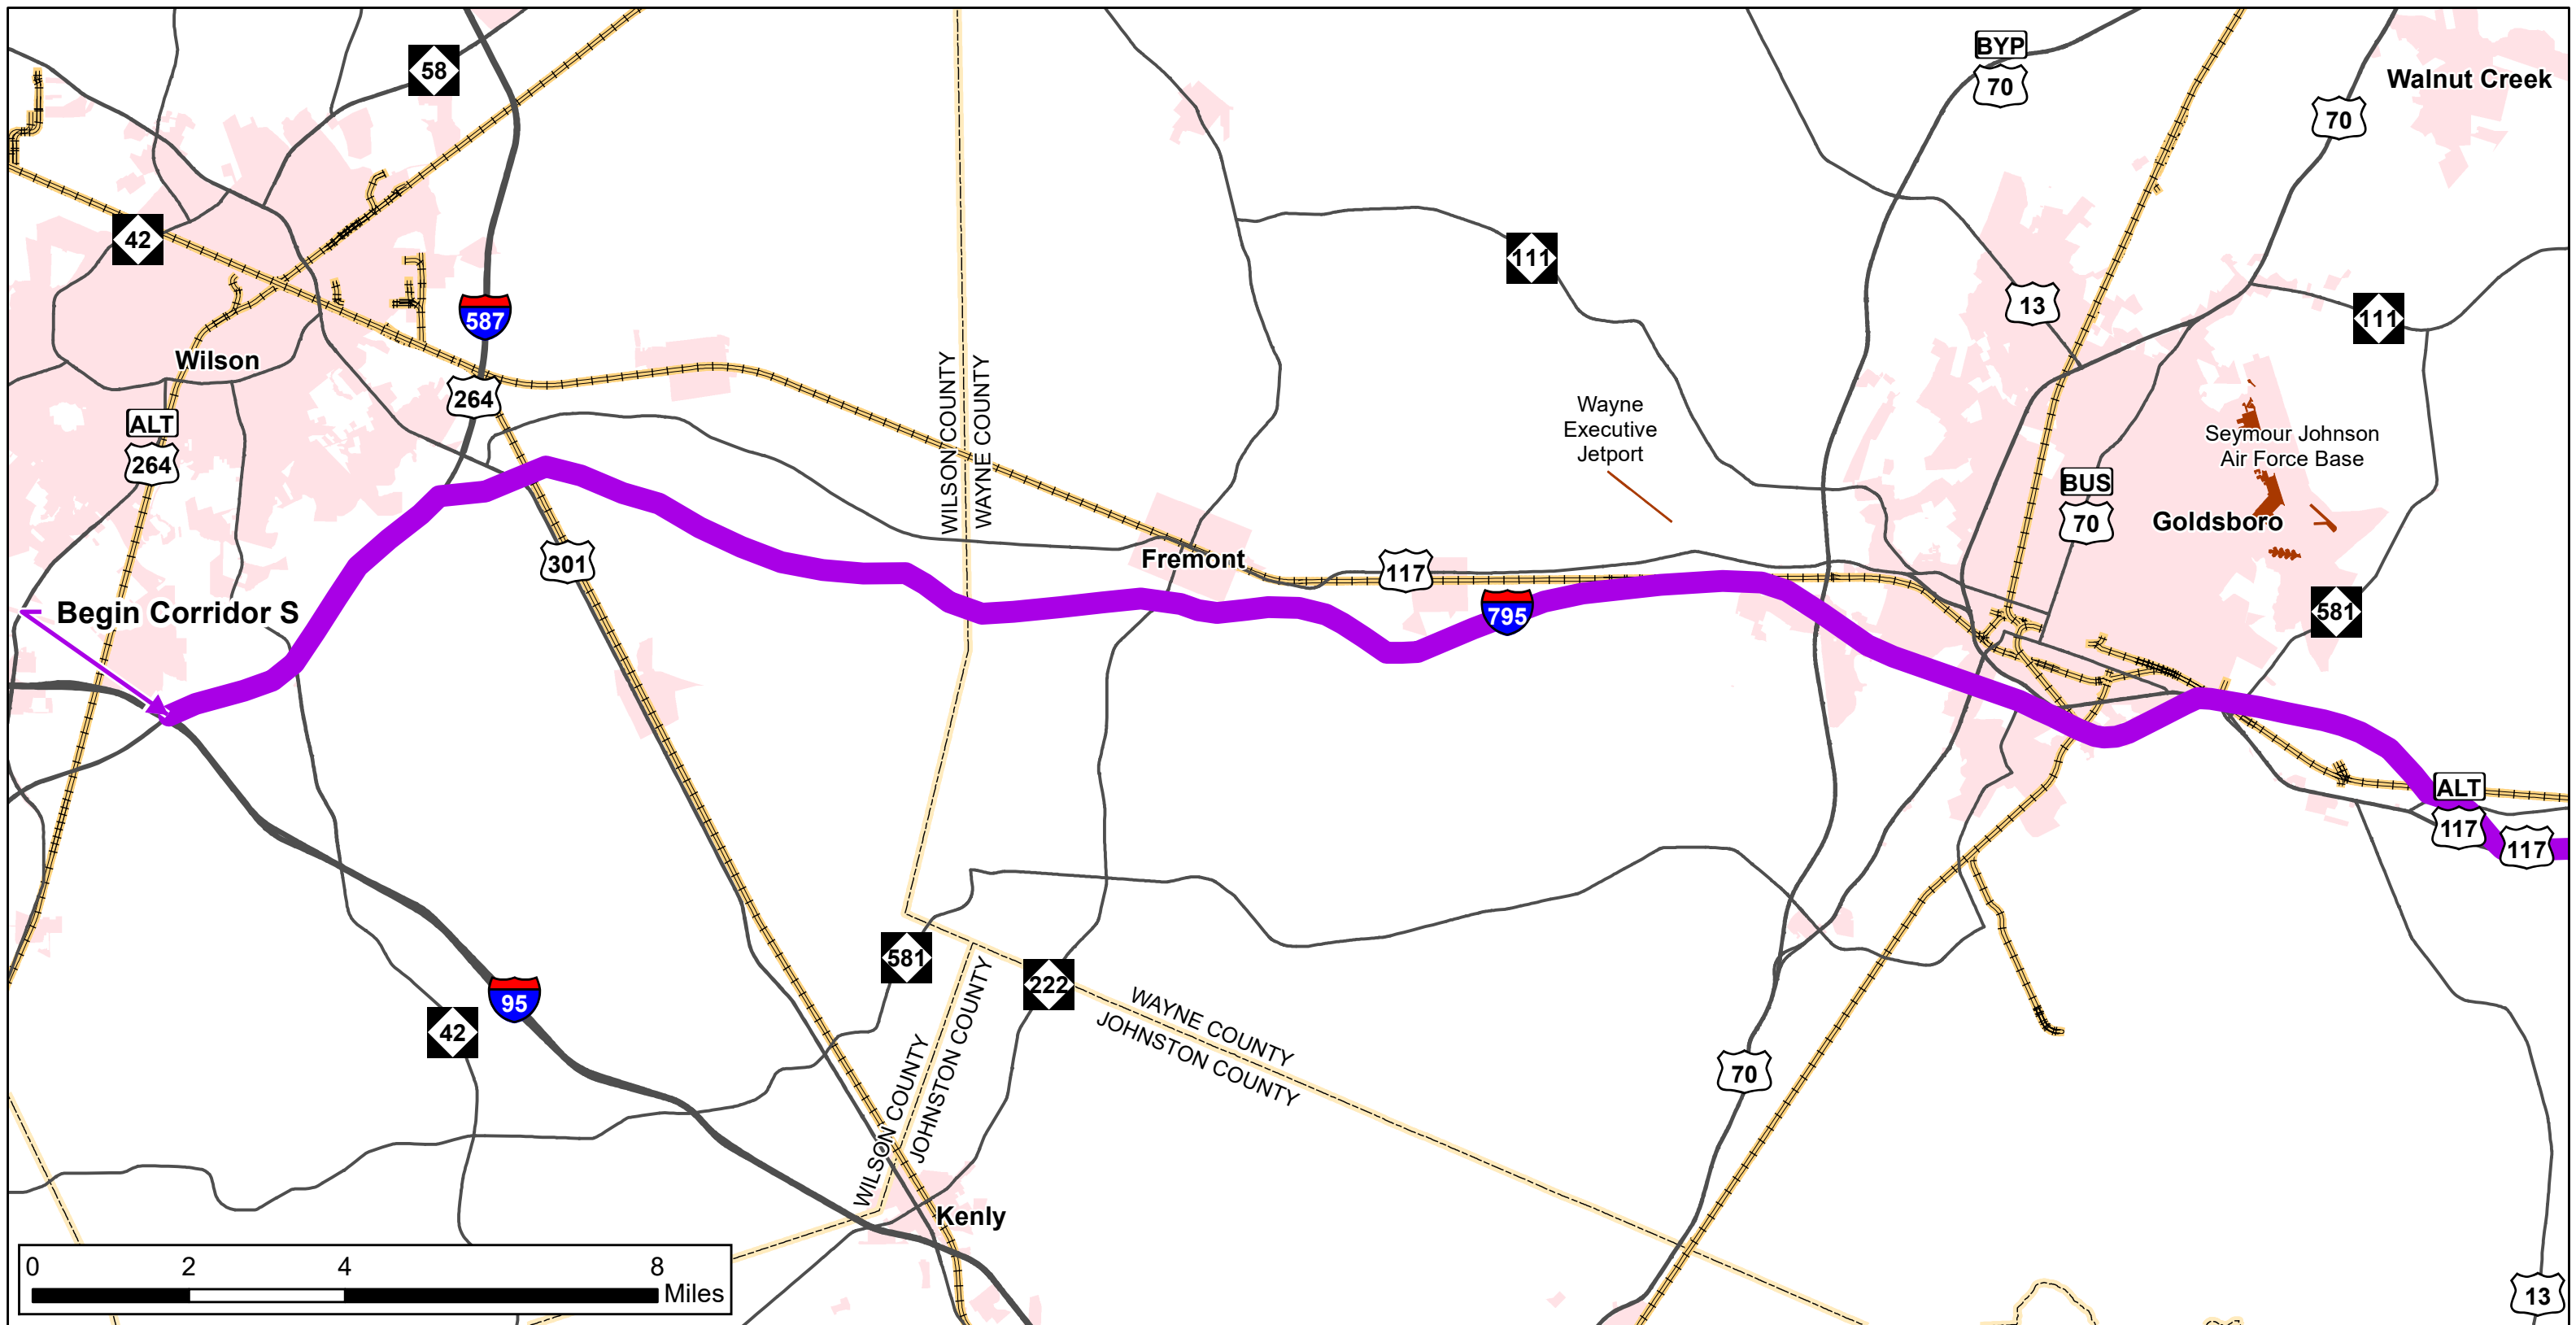 BYP
70
58
Walnut Creek
70
42
111
13
111
587
Wilson
264
ALT
264
WILSON COUNTY
WAYNE COUNTY
Wayne
Executive
Jetport
Seymour Johnson
Air Force Base
BUS
70
Goldsboro
301
Fremont
117
795
581
Begin Corridor S
ALT
117
117
581
222
WAYNE COUNTY
JOHNSTON COUNTY
WILSON COUNTY
JOHNSTON COUNTY
95
42
70
Kenly
0 2 4 8
Miles
13